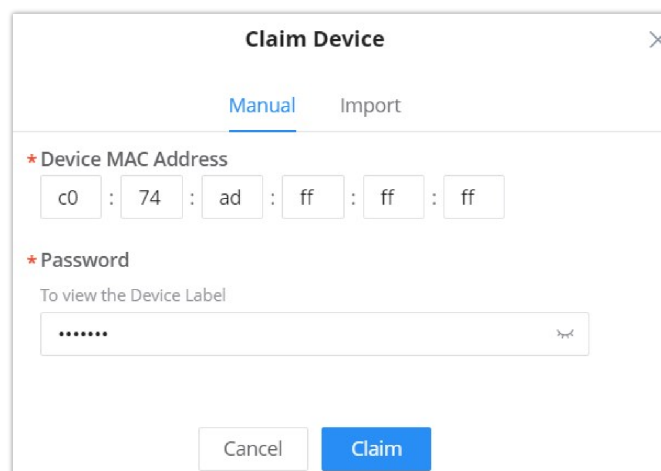 Claim Device
Manual Import
* Device MAC Address
c0 : 74 : ad : ff : ff : ff
* Password
To view the Device Label
•••••••
Cancel Claim